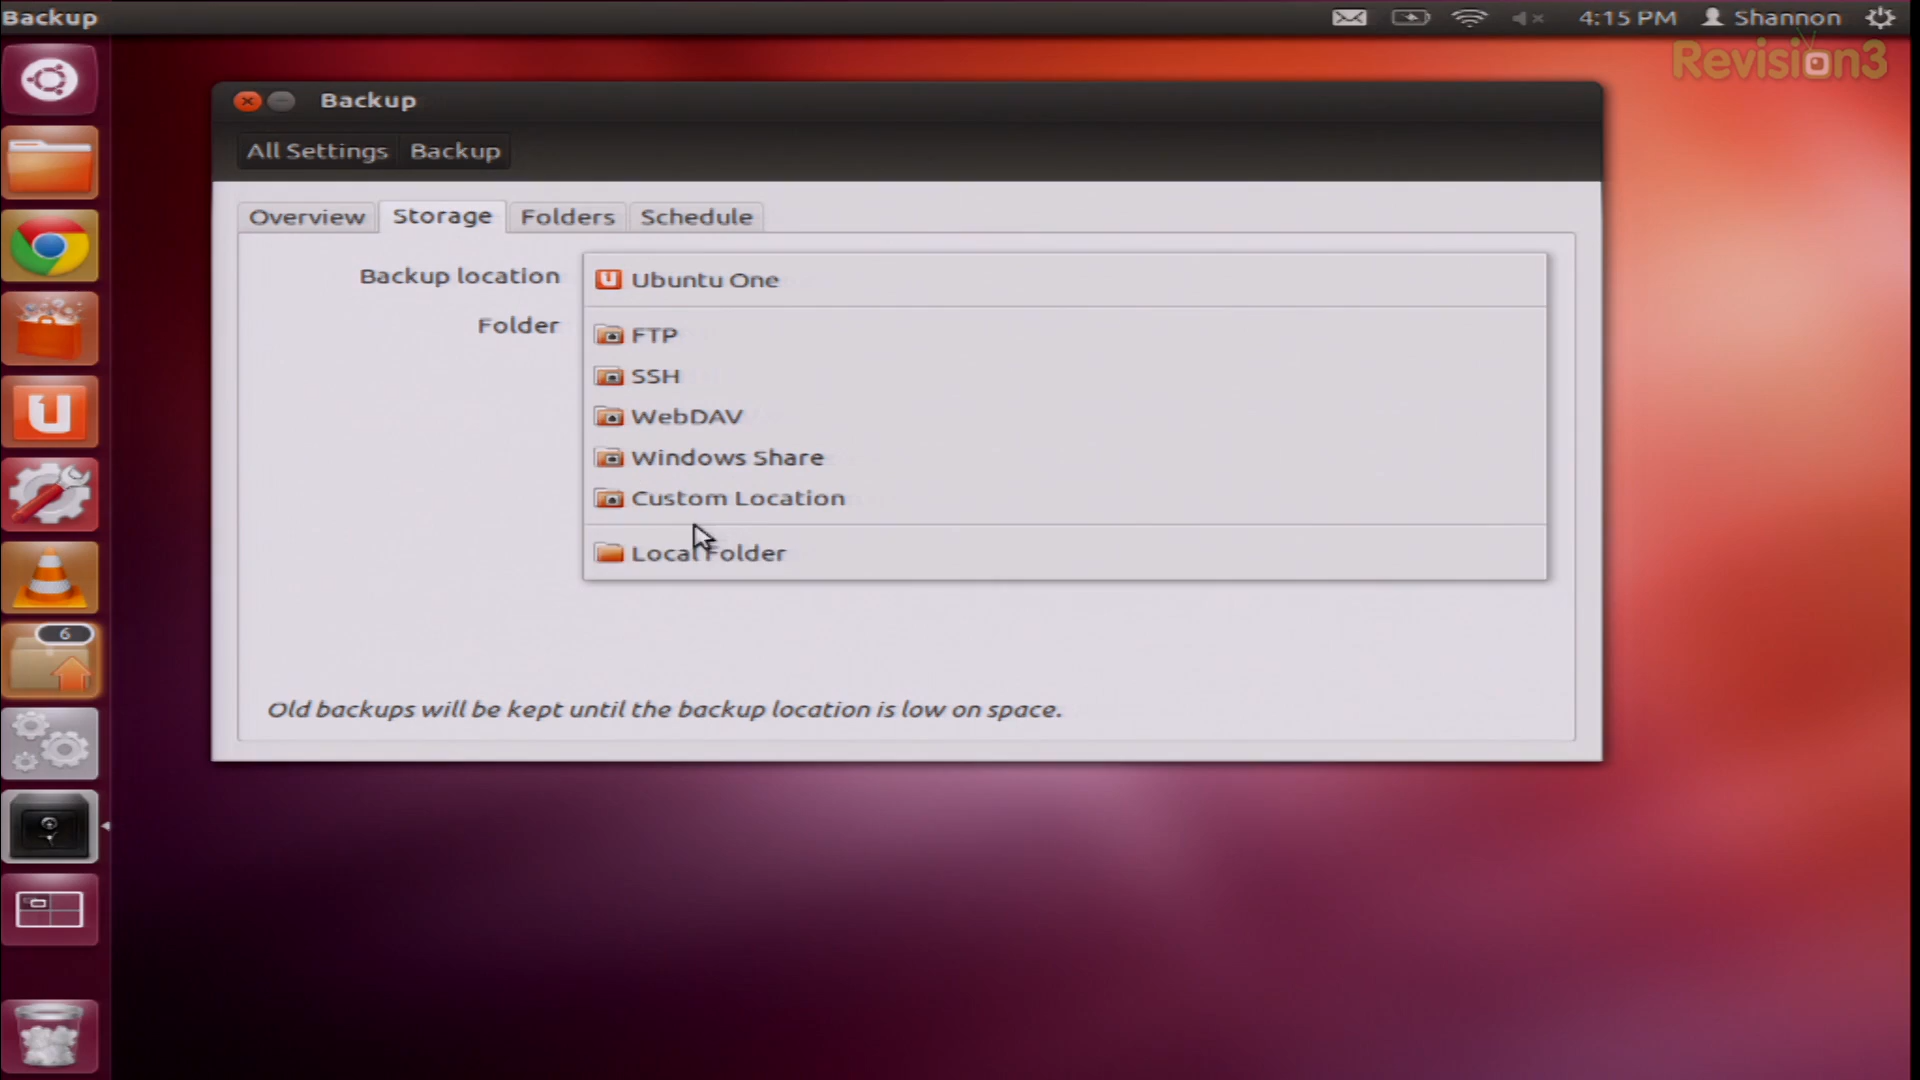 Backup
4:15 PM Shannon
Revision3
Backup
All Settings Backup
Overview Storage Folders Schedule
Backup location
Ubuntu One
Folder
FTP
SSH
WebDAV
Windows Share
Custom Location
Local Folder
6
Old backups will be kept until the backup location is low on space.